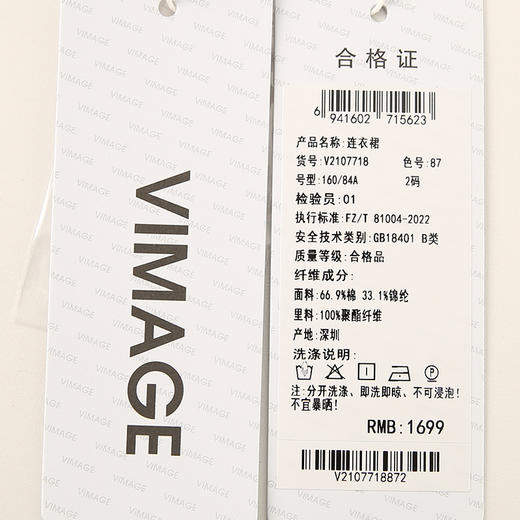 VIMAGE
合格证
6 941602 715623
产品名称:连衣裙
货号:V2107718 色号:87
号型:160/84A 2码
检验员:01
执行标准:FZ/T 81004-2022
安全技术类别:GB18401 B类
质量等级:合格品
纤维成分:
面料:66.9%棉 33.1%锦纶
里料:100%聚酯纤维
产地:深圳
洗涤说明:
注:分开洗涤、即洗即晾、不可浸泡!
不宜暴晒!
RMB:1699
V2107718872